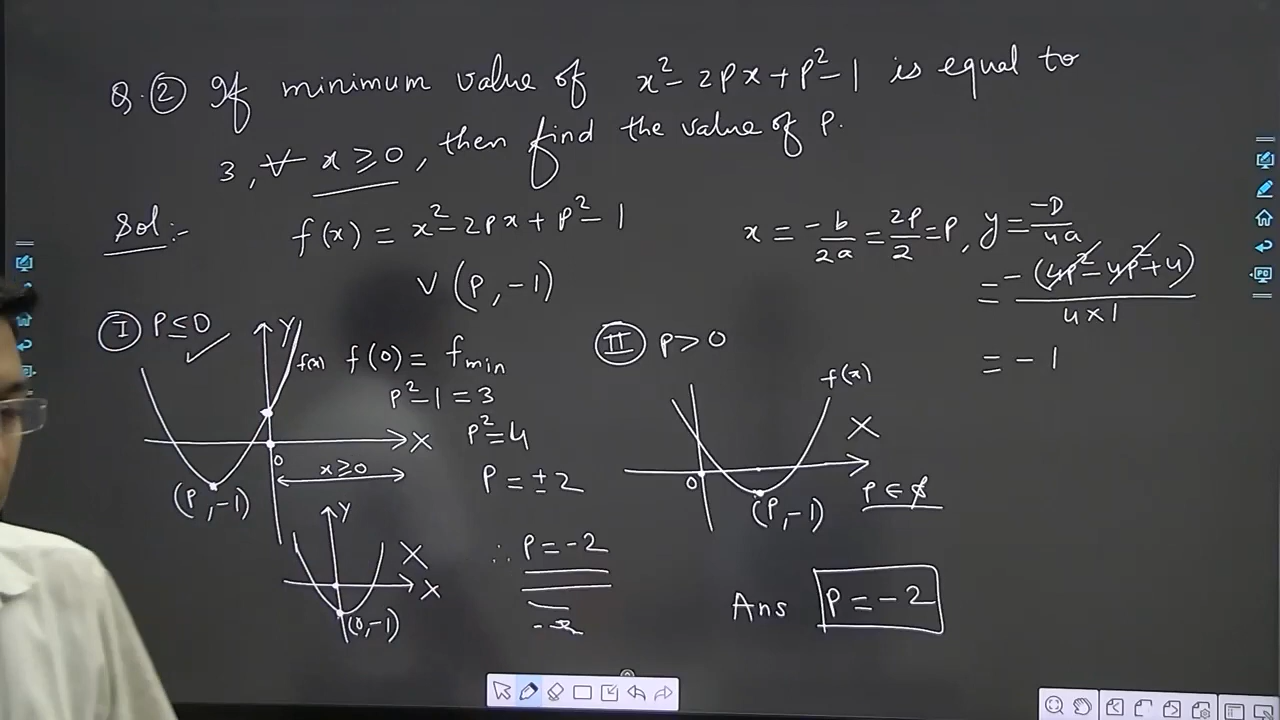 Q. ② If minimum value of x² - 2px + p² - 1 is equal to
3, ∀ x ≥ 0, then find the value of p.
Sol:- f(x) = x² - 2px + p² - 1
V (p, -1)
x = -b/2a = 2p/2 = p, y = -D/4a
= -(4p² - 4p² + 4)/4×1
= -1
Ⓘ p ≤ 0 ✓
Y
f(x)
X
0
x ≥ 0
(p, -1)
f(0) = f min
p² - 1 = 3
p² = 4
p = ± 2
∴ p = -2
Y
X
X
(0, -1)
Ⓘ Ⓘ p > 0
f(x)
X
0
(p, -1)
p ∈ ϕ
Ans p = -2